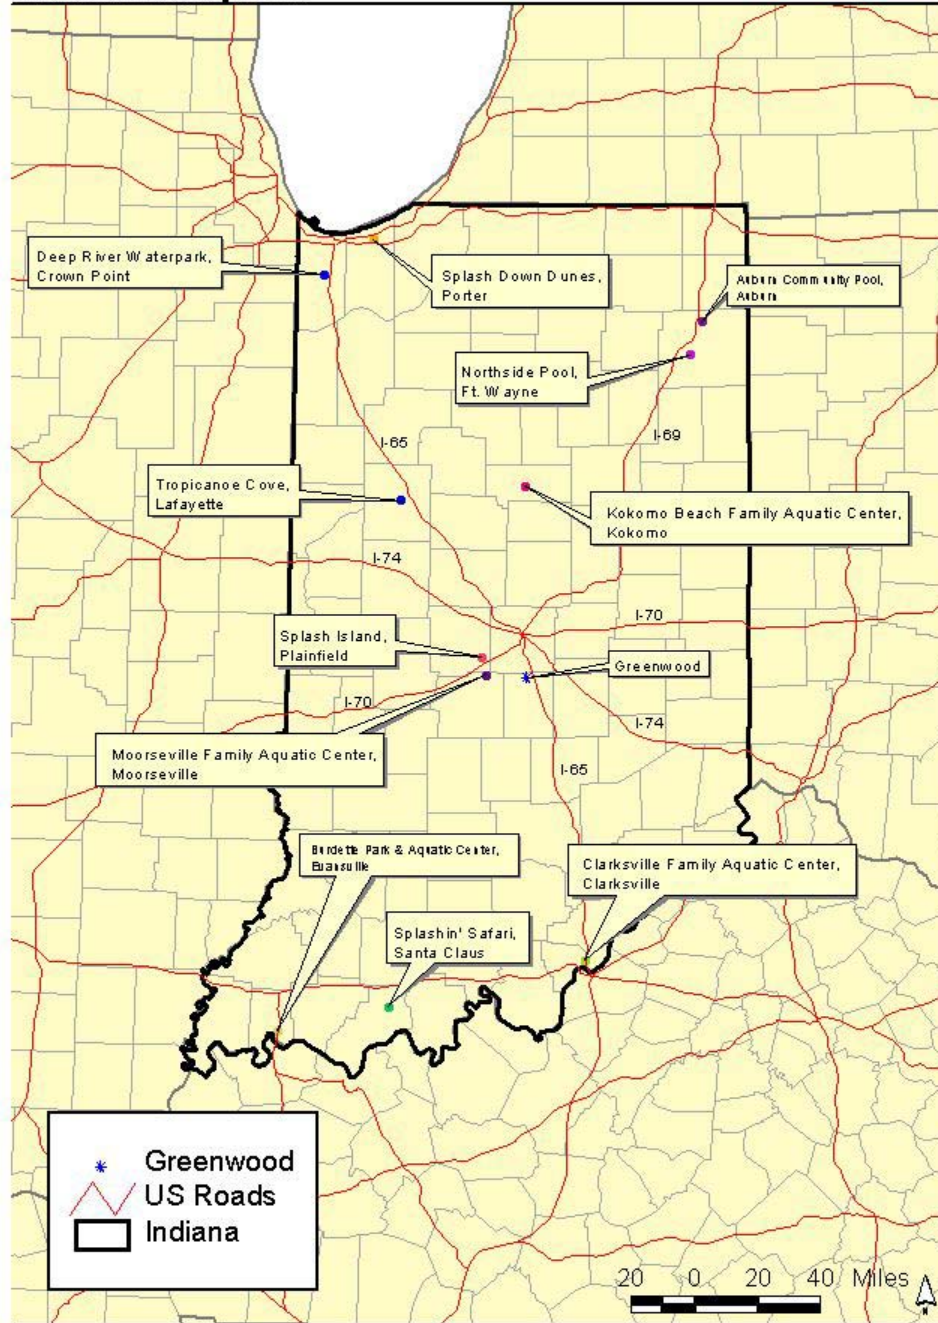 Deep River Waterpark,
Crown Point
Splash Down Dunes,
Porter
Auburn Community Pool,
Auburn
Northside Pool,
Ft. Wayne
I-65
I-69
Tropicanoe Cove,
Lafayette
Kokomo Beach Family Aquatic Center,
Kokomo
I-74
I-70
Splash Island,
Plainfield
Greenwood
I-70
I-74
Moorseville Family Aquatic Center,
Moorseville
I-65
Burdette Park & Aquatic Center,
Evansville
Clarksville Family Aquatic Center,
Clarksville
Splashin' Safari,
Santa Claus
Greenwood
US Roads
Indiana
20 0 20 40 Miles
N